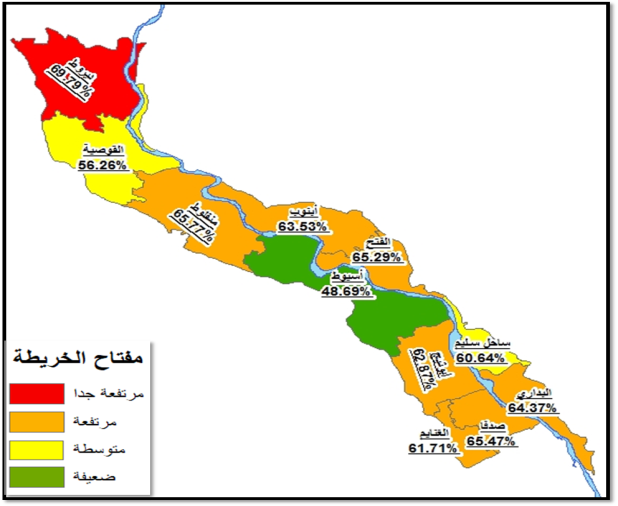 ديروط
69.79%
القوصية
56.26%
منفلوط
65.77%
أبنوب
63.53%
الفتح
65.29%
أسيوط
48.69%
ساحل سليم
60.64%
ابوتيج
62.87%
البداري
64.37%
صدفا
65.47%
الغنايم
61.71%
مفتاح الخريطة
مرتفعة جدا
مرتفعة
متوسطة
ضعيفة